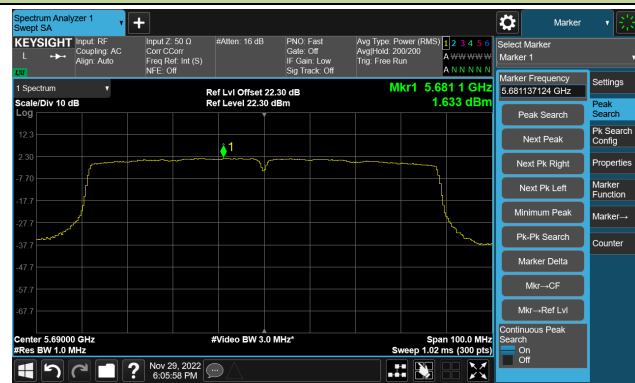 Spectrum Analyzer 1
Swept SA
+
Marker
KEYSIGHT
L
Input: RF
Coupling: AC
Align: Auto
Input Z: 50 Ω
Corr CCorr
Freq Ref: Int (S)
NFE: Off
#Atten: 16 dB
PNO: Fast
Gate: Off
IF Gain: Low
Sig Track: Off
Avg Type: Power (RMS)
Avg|Hold: 200/200
Trig: Free Run
1 2 3 4 5 6
A W W W W W
A N N N N N
Select Marker
Marker 1
1 Spectrum
Scale/Div 10 dB
Log
Ref Lvl Offset 22.30 dB
Ref Level 22.30 dBm
Mkr1 5.681 1 GHz
1.633 dBm
12.3
2.30
-7.70
-17.7
-27.7
-37.7
-47.7
-57.7
-67.7
1
Center 5.69000 GHz
#Res BW 1.0 MHz
#Video BW 3.0 MHz*
Span 100.0 MHz
Sweep 1.02 ms (300 pts)
Marker Frequency
5.681137124 GHz
Peak Search
Next Peak
Next Pk Right
Next Pk Left
Minimum Peak
Pk-Pk Search
Marker Delta
Mkr→CF
Mkr→Ref Lvl
Continuous Peak
Search
On
Off
Settings
Peak
Search
Pk Search
Config
Properties
Marker
Function
Marker→
Counter
?
Nov 29, 2022
6:05:58 PM